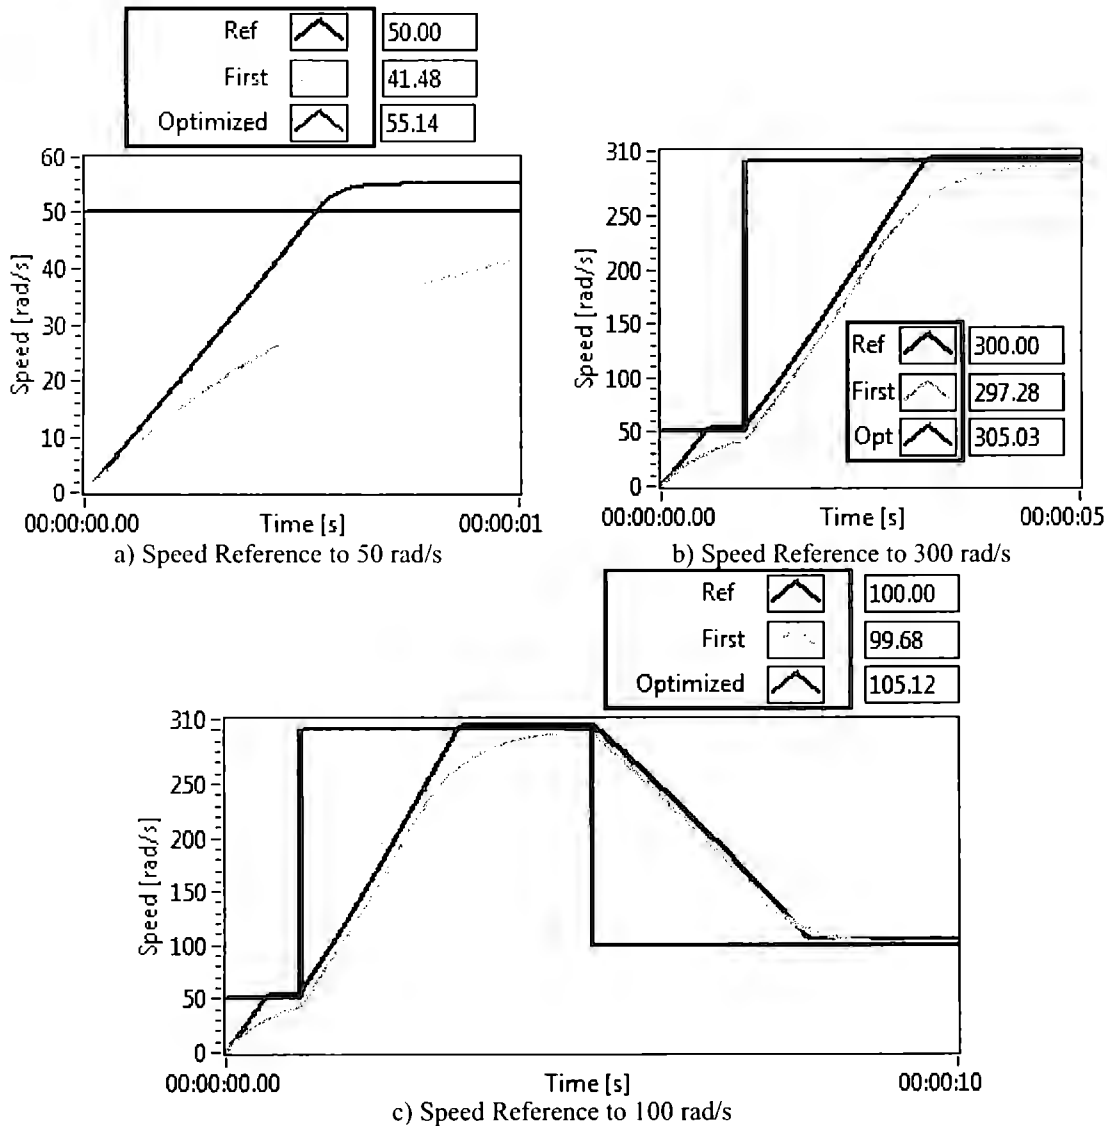 Ref 50.00
First 41.48
Optimized 55.14
60
50
40
30
20
10
0
Speed [rad/s]
00:00:00.00 Time [s] 00:00:01
a) Speed Reference to 50 rad/s
310
250
200
150
100
50
0
Speed [rad/s]
Ref 300.00
First 297.28
Opt 305.03
00:00:00.00 Time [s] 00:00:05
b) Speed Reference to 300 rad/s
Ref 100.00
First 99.68
Optimized 105.12
310
250
200
150
100
50
0
Speed [rad/s]
00:00:00.00 Time [s] 00:00:10
c) Speed Reference to 100 rad/s